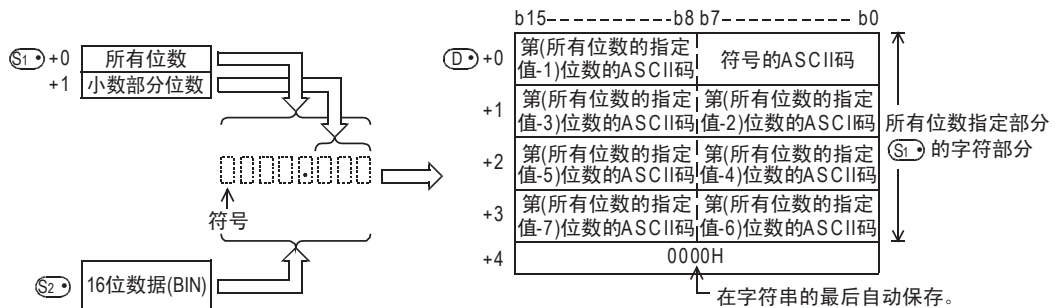 b15 b8 b7 b0
S1• +0 所有位数
+1 小数部分位数
符号
S2• 16位数据(BIN)
D• +0 第(所有位数的指定值-1)位数的ASCII码 符号的ASCII码
+1 第(所有位数的指定值-3)位数的ASCII码 第(所有位数的指定值-2)位数的ASCII码
+2 第(所有位数的指定值-5)位数的ASCII码 第(所有位数的指定值-4)位数的ASCII码
+3 第(所有位数的指定值-7)位数的ASCII码 第(所有位数的指定值-6)位数的ASCII码
+4 0000H
所有位数指定部分
S1• 的字符部分
在字符串的最后自动保存。